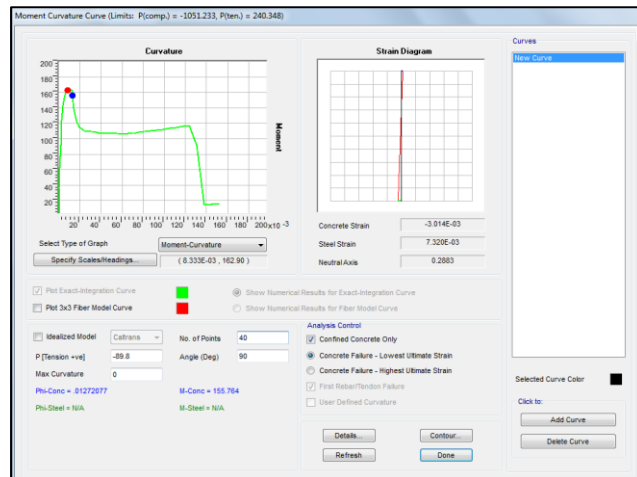 Moment Curvature Curve (Limits: P(comp.) = -1051.233, P(ten.) = 240.348)
Curvature
200
180
160
140
120
100
80
60
40
20
Moment
20 40 60 80 100 120 140 160 180 200 x10 -3
Select Type of Graph
Moment-Curvature
Specify Scales/Headings...
( 8.333E-03 , 162.90 )
Strain Diagram
Concrete Strain
-3.014E-03
Steel Strain
7.320E-03
Neutral Axis
0.2883
Curves
New Curve
Plot Exact-Integration Curve
Show Numerical Results for Exact-Integration Curve
Plot 3x3 Fiber Model Curve
Show Numerical Results for Fiber Model Curve
Idealized Model
Caltrans
No. of Points
40
P [Tension +ve]
-89.8
Angle (Deg)
90
Max Curvature
0
Phi-Conc = .01272077
M-Conc = 155.764
Phi-Steel = N/A
M-Steel = N/A
Analysis Control
Confined Concrete Only
Concrete Failure - Lowest Ultimate Strain
Concrete Failure - Highest Ultimate Strain
First Rebar/Tendon Failure
User Defined Curvature
Details...
Contour...
Refresh
Done
Selected Curve Color
Click to:
Add Curve
Delete Curve